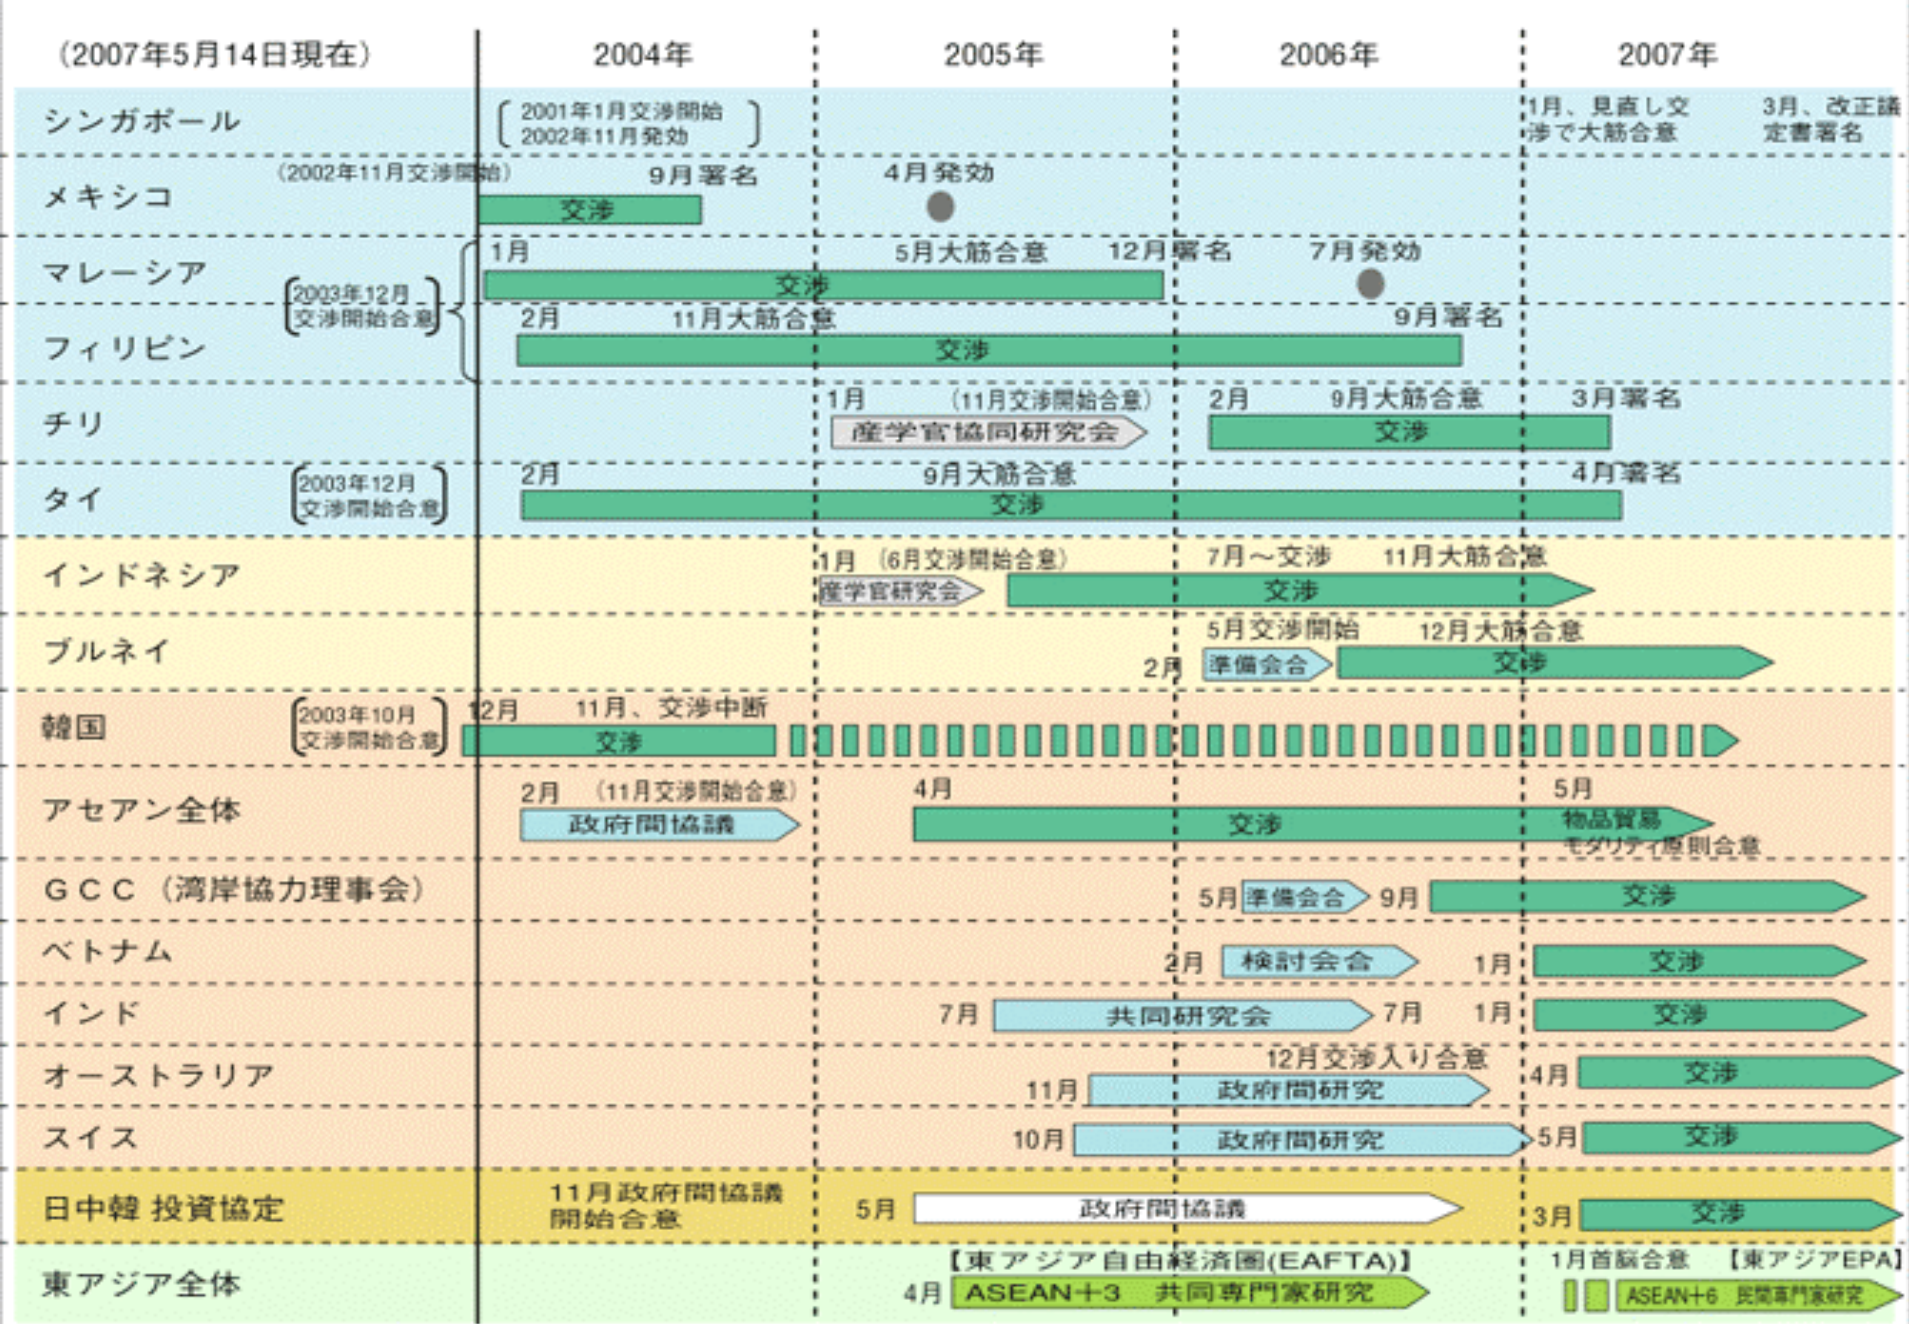 （2007年5月14日現在）
2004年
2005年
2006年
2007年
シンガポール
2001年1月交渉開始
2002年11月発効
1月、見直し交
渉で大筋合意
3月、改正議
定書署名
メキシコ
（2002年11月交渉開始）
9月署名
4月発効
交渉
マレーシア
1月
5月大筋合意
12月署名
7月発効
交渉
2003年12月
交渉開始合意
フィリピン
2月
11月大筋合意
9月署名
交渉
チリ
1月
（11月交渉開始合意）
2月
9月大筋合意
3月署名
産学官協同研究会
交渉
タイ
2003年12月
交渉開始合意
2月
9月大筋合意
4月署名
交渉
インドネシア
1月
（6月交渉開始合意）
7月～交渉
11月大筋合意
産学官研究会
交渉
ブルネイ
5月交渉開始
12月大筋合意
2月
準備会合
交渉
韓国
2003年10月
交渉開始合意
12月
11月、交渉中断
交渉
アセアン全体
2月
（11月交渉開始合意）
4月
5月
政府間協議
交渉
物品貿易
モダリティ原則合意
GCC（湾岸協力理事会）
5月
準備会合
9月
交渉
ベトナム
2月
検討会合
1月
交渉
インド
7月
共同研究会
7月
1月
交渉
オーストラリア
12月交渉入り合意
11月
政府間研究
4月
交渉
スイス
10月
政府間研究
5月
交渉
日中韓 投資協定
11月政府間協議
開始合意
5月
政府間協議
3月
交渉
東アジア全体
【東アジア自由経済圏(EAFTA)】
4月
ASEAN＋3 共同専門家研究
1月首脳合意
【東アジアEPA】
ASEAN＋6 民間専門家研究